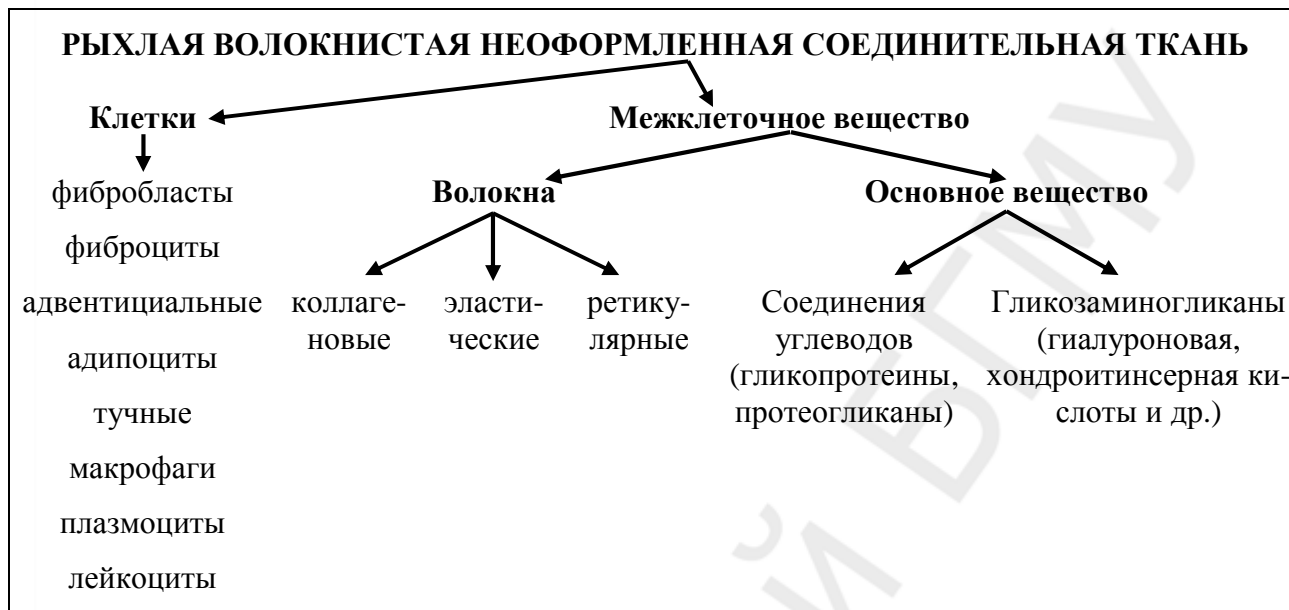 РЫХЛАЯ ВОЛОКНИСТАЯ НЕОФОРМЛЕННАЯ СОЕДИНИТЕЛЬНАЯ ТКАНЬ
Клетки
Межклеточное вещество
фибробласты
фиброциты
адвентициальные
адипоциты
тучные
макрофаги
плазмоциты
лейкоциты
Волокна
коллаге-
новые
эласти-
ческие
ретику-
лярные
Основное вещество
Соединения
углеводов
(гликопротеины,
протеогликаны)
Гликозаминогликаны
(гиалуроновая,
хондроитинсерная ки-
слоты и др.)
й БГМУ